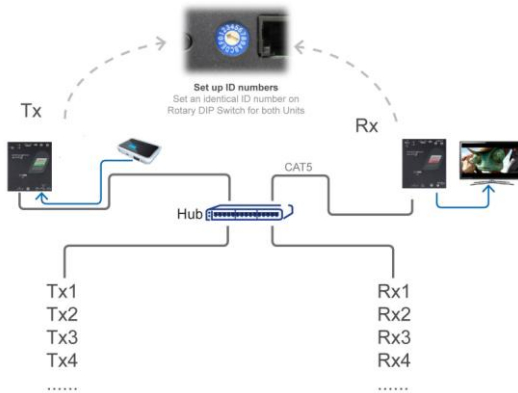 Set up ID numbers
Set an identical ID number on
Rotary DIP Switch for both Units
Tx
Rx
CAT5
Hub
Tx1
Tx2
Tx3
Tx4
......
Rx1
Rx2
Rx3
Rx4
......